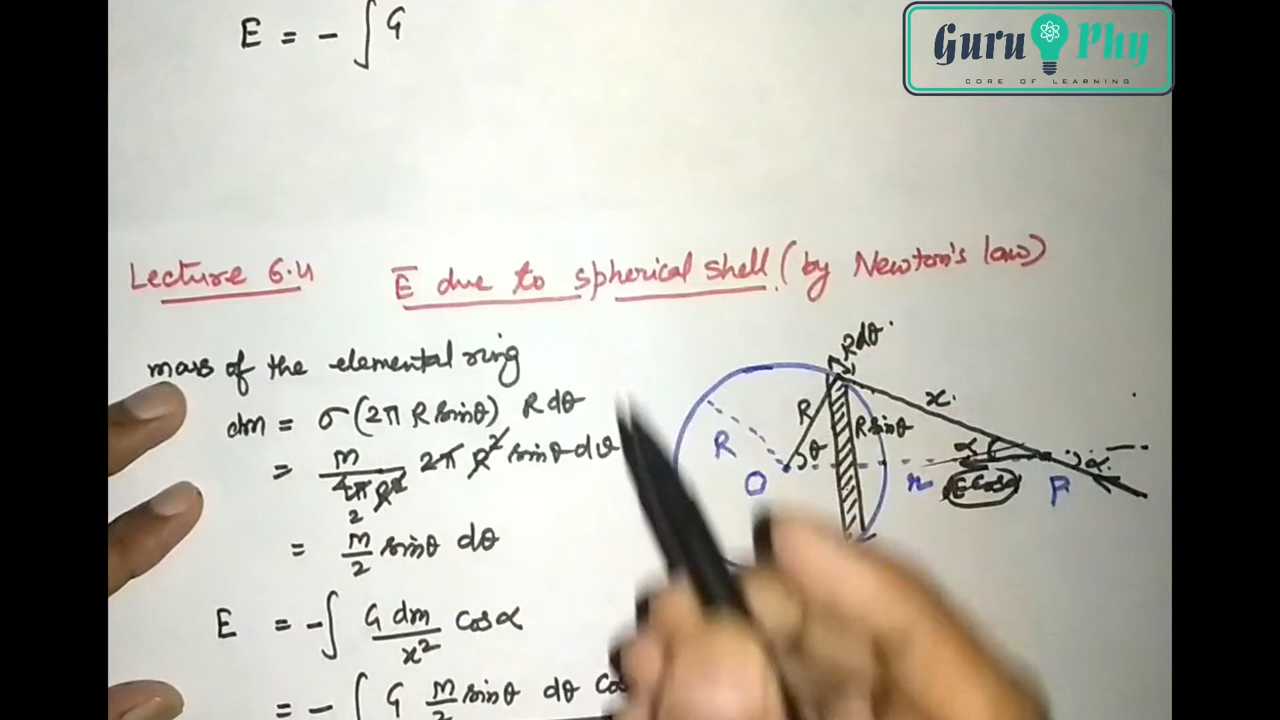 E = - ∫ G
Guru Phy
CORE OF LEARNING
Lecture 6.4 E̅ due to spherical shell (by Newton's law)
mass of the elemental ring
dm = σ (2π R sinθ) R dθ
= M/4πR² 2π R² sinθ dθ
2
= M/2 sinθ dθ
E = - ∫ G dm/x² cosα
= - ∫ G M/2 sinθ dθ
R dθ
x
R
R
R sinθ
θ
α
α
O
r
E cosα
P